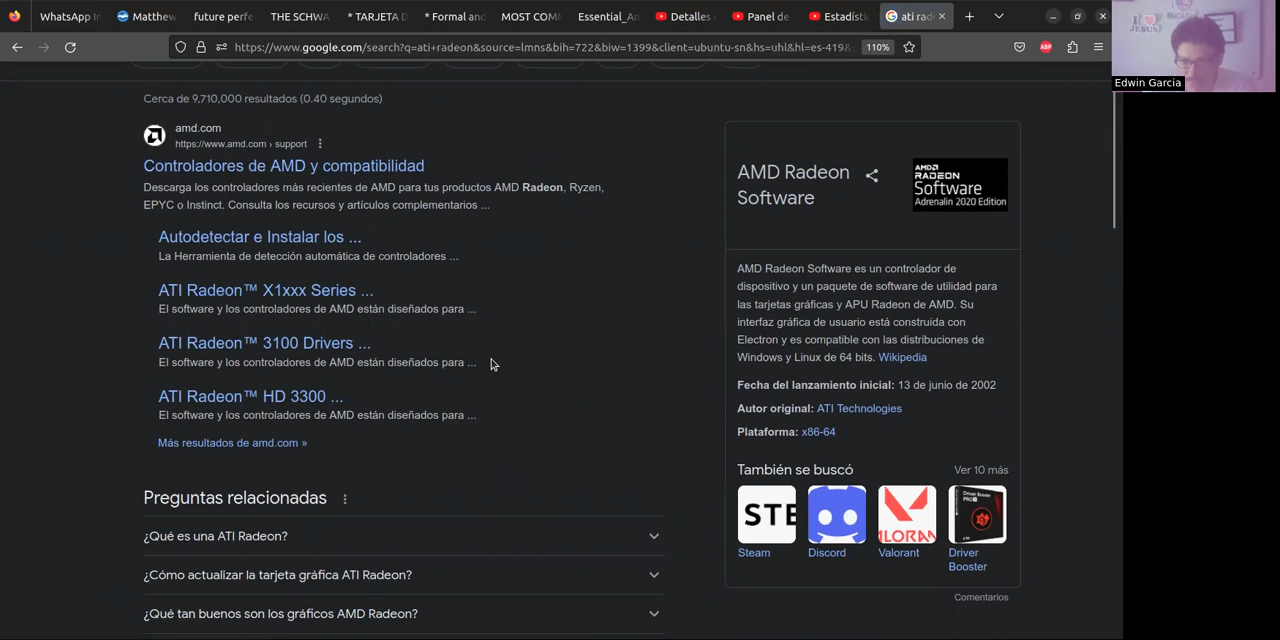 WhatsApp
Matthew
future perfe
THE SCHWA
* TARJETA D
* Formal and
MOST COM
Essential_An
Detalles
Panel de
Estadísti
ati rad
https://www.google.com/search?q=ati+radeon&source=lmns&bih=722&biw=1399&client=ubuntu-sn&hs=uhl&hl=es-419&
110%
ABP
I
JESUS!
Edwin Garcia
Cerca de 9,710,000 resultados (0.40 segundos)
amd.com
https://www.amd.com › support
Controladores de AMD y compatibilidad
Descarga los controladores más recientes de AMD para tus productos AMD Radeon, Ryzen,
EPYC o Instinct. Consulta los recursos y artículos complementarios ...
Autodetectar e Instalar los ...
La Herramienta de detección automática de controladores ...
ATI Radeon™ X1xxx Series ...
El software y los controladores de AMD están diseñados para ...
ATI Radeon™ 3100 Drivers ...
El software y los controladores de AMD están diseñados para ...
ATI Radeon™ HD 3300 ...
El software y los controladores de AMD están diseñados para ...
Más resultados de amd.com »
Preguntas relacionadas
¿Qué es una ATI Radeon?
¿Cómo actualizar la tarjeta gráfica ATI Radeon?
¿Qué tan buenos son los gráficos AMD Radeon?
AMD Radeon
Software
AMD
RADEON
Software
Adrenalin 2020 Edition
AMD Radeon Software es un controlador de
dispositivo y un paquete de software de utilidad para
las tarjetas gráficas y APU Radeon de AMD. Su
interfaz gráfica de usuario está construida con
Electron y es compatible con las distribuciones de
Windows y Linux de 64 bits. Wikipedia
Fecha del lanzamiento inicial: 13 de junio de 2002
Autor original: ATI Technologies
Plataforma: x86-64
También se buscó
Ver 10 más
STE
LORAN
Driver Booster
PRO
Steam
Discord
Valorant
Driver
Booster
Comentarios